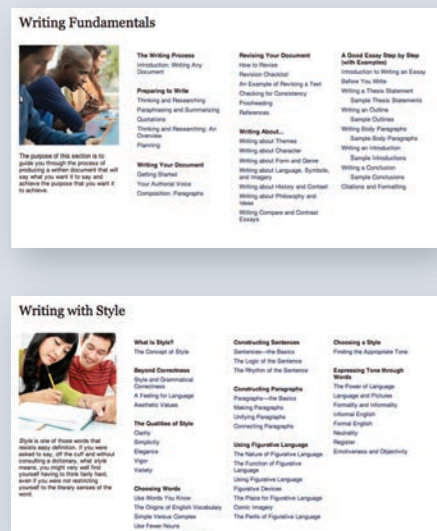 Writing Fundamentals
The purpose of this section is to
guide you through the process of
producing a written document that will
say what you want it to say and
achieve the purpose that you want it
to achieve.
The Writing Process
Introduction: Writing Any
Document
Preparing to Write
Thinking and Researching
Paraphrasing and Summarizing
Quotations
Thinking and Researching: An
Overview
Planning
Writing Your Document
Getting Started
Your Authorial Voice
Composition: Paragraphs
Revising Your Document
How to Revise
Revision Checklist
An Example of Revising a Text
Checking for Consistency
Proofreading
References
Writing About...
Writing about Themes
Writing about Character
Writing about Form and Genre
Writing about Language, Symbols,
and Imagery
Writing about History and Context
Writing about Philosophy and
Ideas
Writing Compare and Contrast
Essays
A Good Essay Step by Step
(with Examples)
Introduction to Writing an Essay
Before You Write
Writing a Thesis Statement
Sample Thesis Statements
Writing an Outline
Sample Outlines
Writing Body Paragraphs
Sample Body Paragraphs
Writing an Introduction
Sample Introductions
Writing a Conclusion
Sample Conclusions
Citations and Formatting
Writing with Style
Style is one of those words that
resists easy definition. If you were
asked to say, off the cuff and without
consulting a dictionary, what style
means, you might very well find
yourself having to think fairly hard,
even if you were not restricting
yourself to the literary senses of the
word.
What Is Style?
The Concept of Style
Beyond Correctness
Style and Grammatical
Correctness
A Feeling for Language
Aesthetic Values
The Qualities of Style
Clarity
Simplicity
Elegance
Vigor
Variety
Choosing Words
Use Words You Know
The Origins of English Vocabulary
Simple Versus Complex
Use Fewer Nouns
Constructing Sentences
Sentences—the Basics
The Logic of the Sentence
The Rhythm of the Sentence
Constructing Paragraphs
Paragraphs—the Basics
Making Paragraphs
Unifying Paragraphs
Connecting Paragraphs
Using Figurative Language
The Nature of Figurative Language
The Function of Figurative
Language
Using Figurative Language
Figurative Devices
The Place for Figurative Language
Comic Imagery
The Perils of Figurative Language
Choosing a Style
Finding the Appropriate Tone
Expressing Tone through
Words
The Power of Language
Language and Pictures
Formality and Informality
Informal English
Formal English
Neutrality
Register
Emotiveness and Objectivity